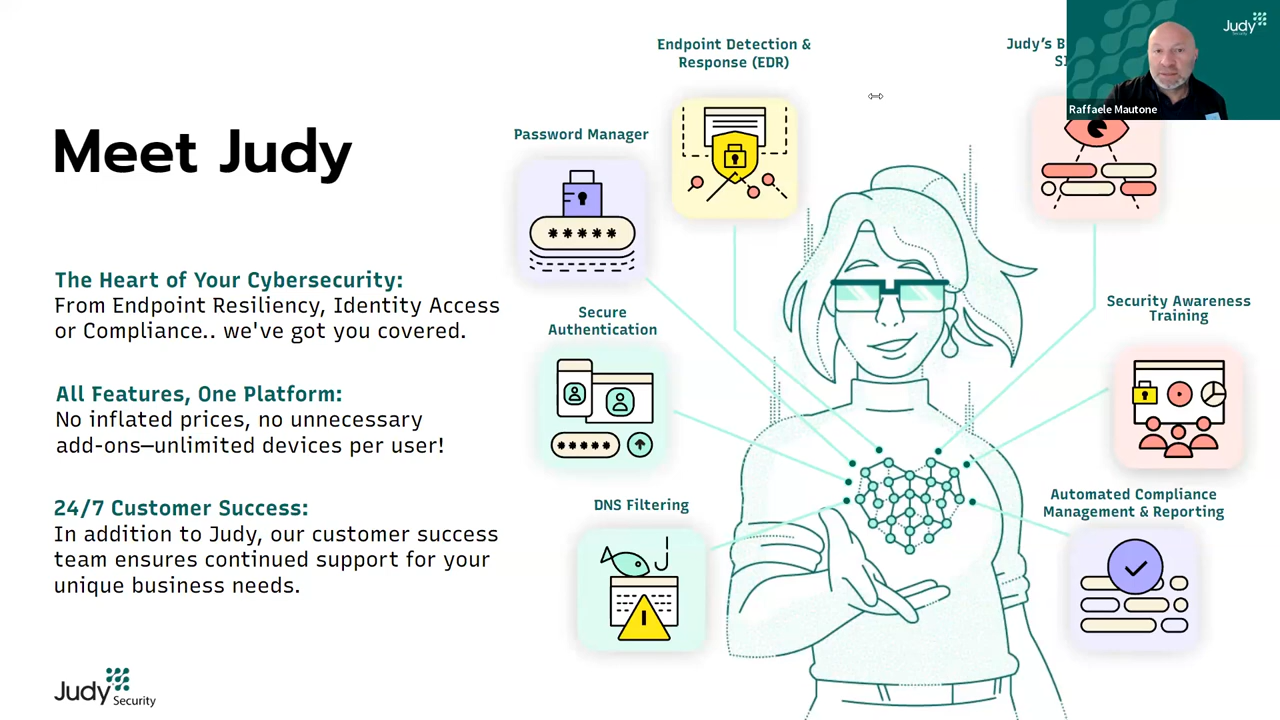 Meet Judy
The Heart of Your Cybersecurity:
From Endpoint Resiliency, Identity Access
or Compliance.. we've got you covered.
All Features, One Platform:
No inflated prices, no unnecessary
add-ons—unlimited devices per user!
24/7 Customer Success:
In addition to Judy, our customer success
team ensures continued support for your
unique business needs.
Judy Security
Endpoint Detection &
Response (EDR)
Password Manager
Secure
Authentication
DNS Filtering
Judy's
Security Awareness
Training
Automated Compliance
Management & Reporting
Judy
Security
Raffaele Mautone